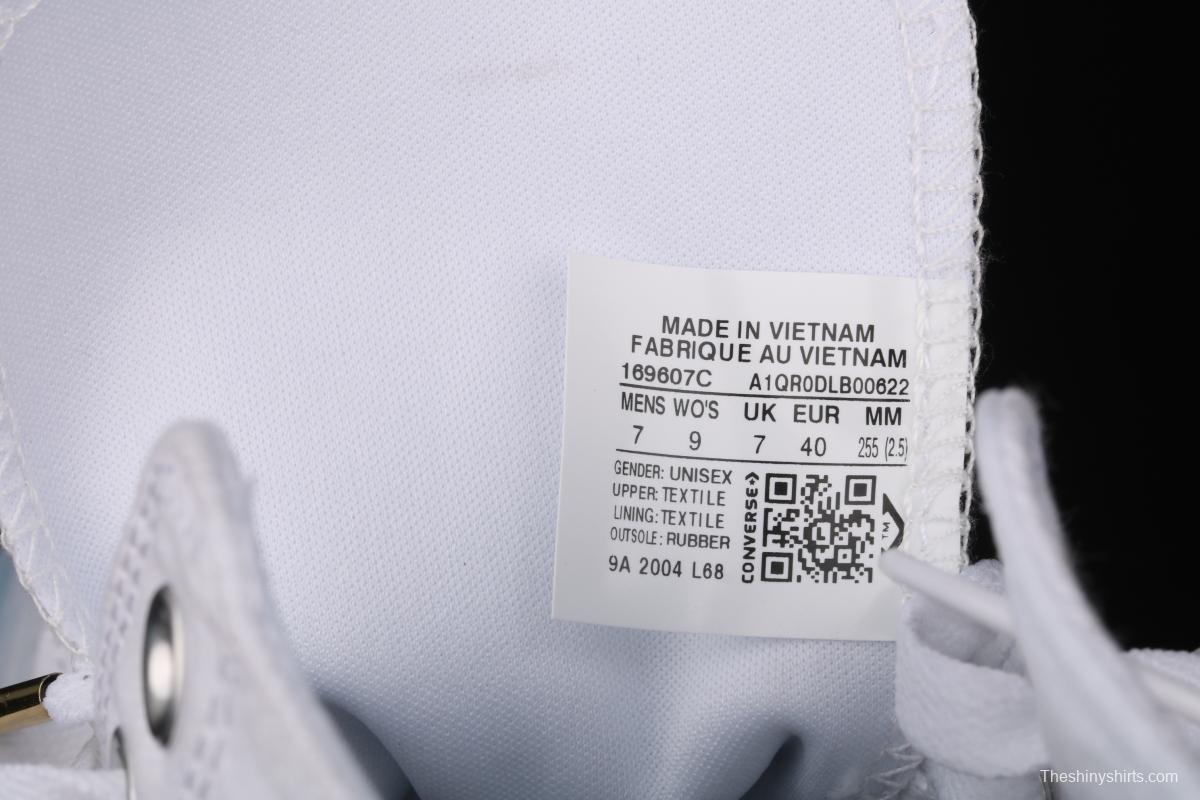 MADE IN VIETNAM
FABRIQUE AU VIETNAM
169607C A1QR0DLB00622
MENS WO'S UK EUR MM
7 9 7 40 255 (2.5)
GENDER: UNISEX
UPPER: TEXTILE
LINING: TEXTILE
OUTSOLE: RUBBER
9A 2004 L68
CONVERSE
TM
Theshinyshirts.com